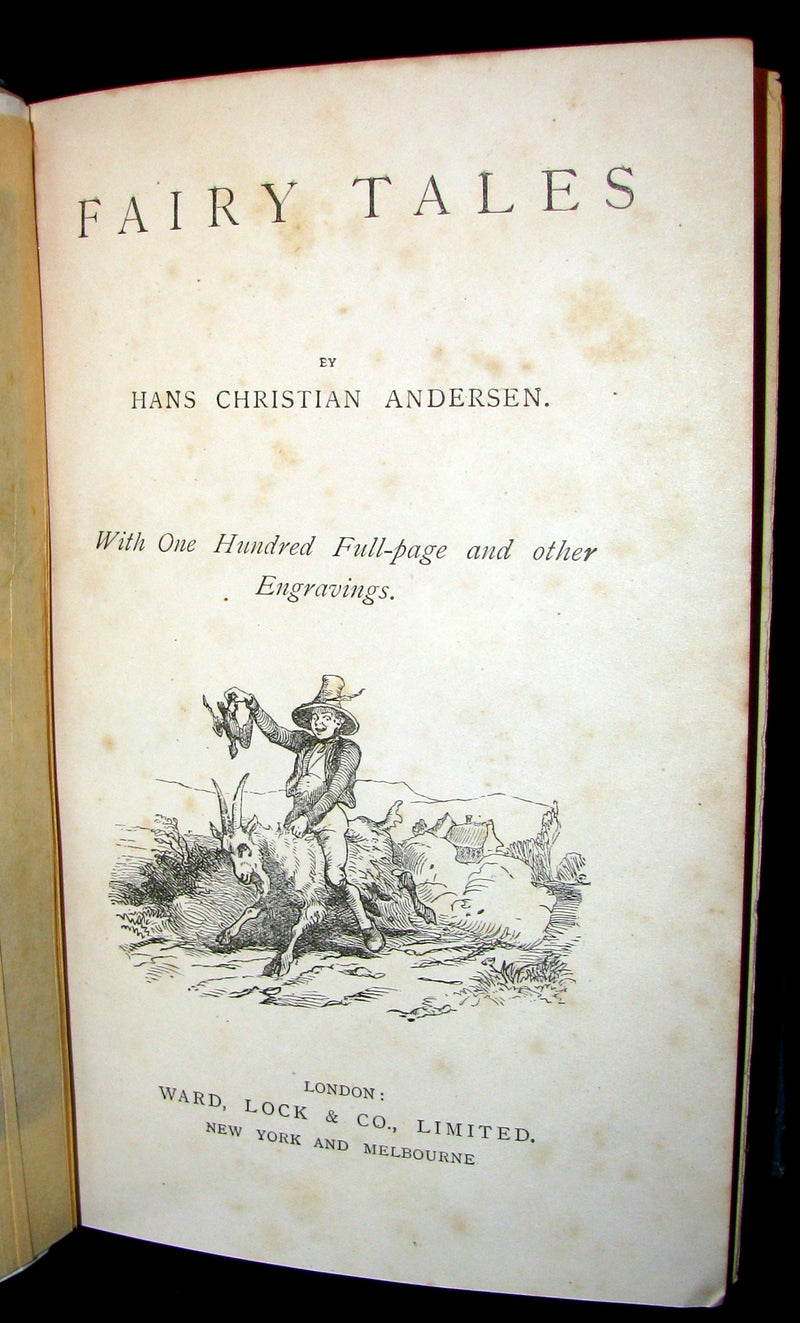 FAIRY TALES
BY
HANS CHRISTIAN ANDERSEN.
With One Hundred Full-page and other
Engravings.
LONDON:
WARD, LOCK & CO., LIMITED.
NEW YORK AND MELBOURNE